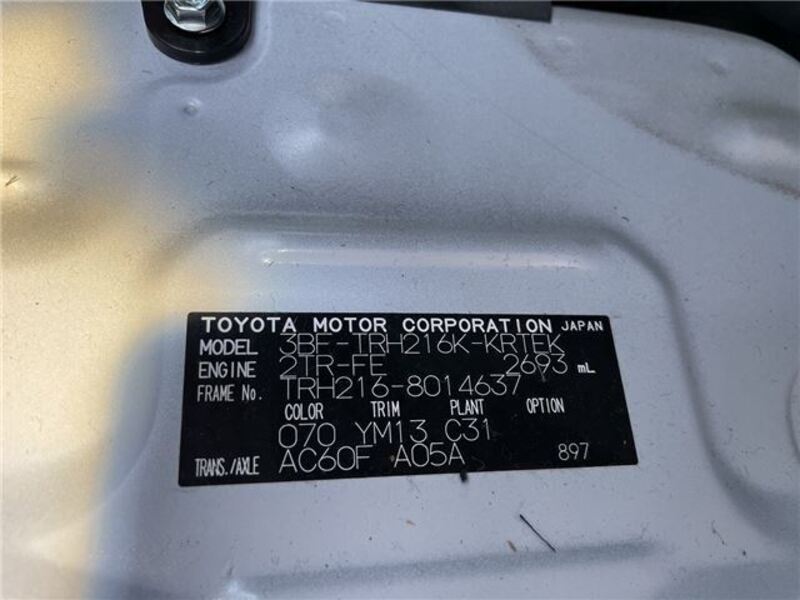 TOYOTA MOTOR CORPORATION JAPAN
MODEL 3BF-TRH216K-KRTEK
ENGINE 2TR-FE 2693 mL
FRAME No. TRH216-8014637
COLOR TRIM PLANT OPTION
070 YM13 C31
TRANS./AXLE AC60F A05A 897